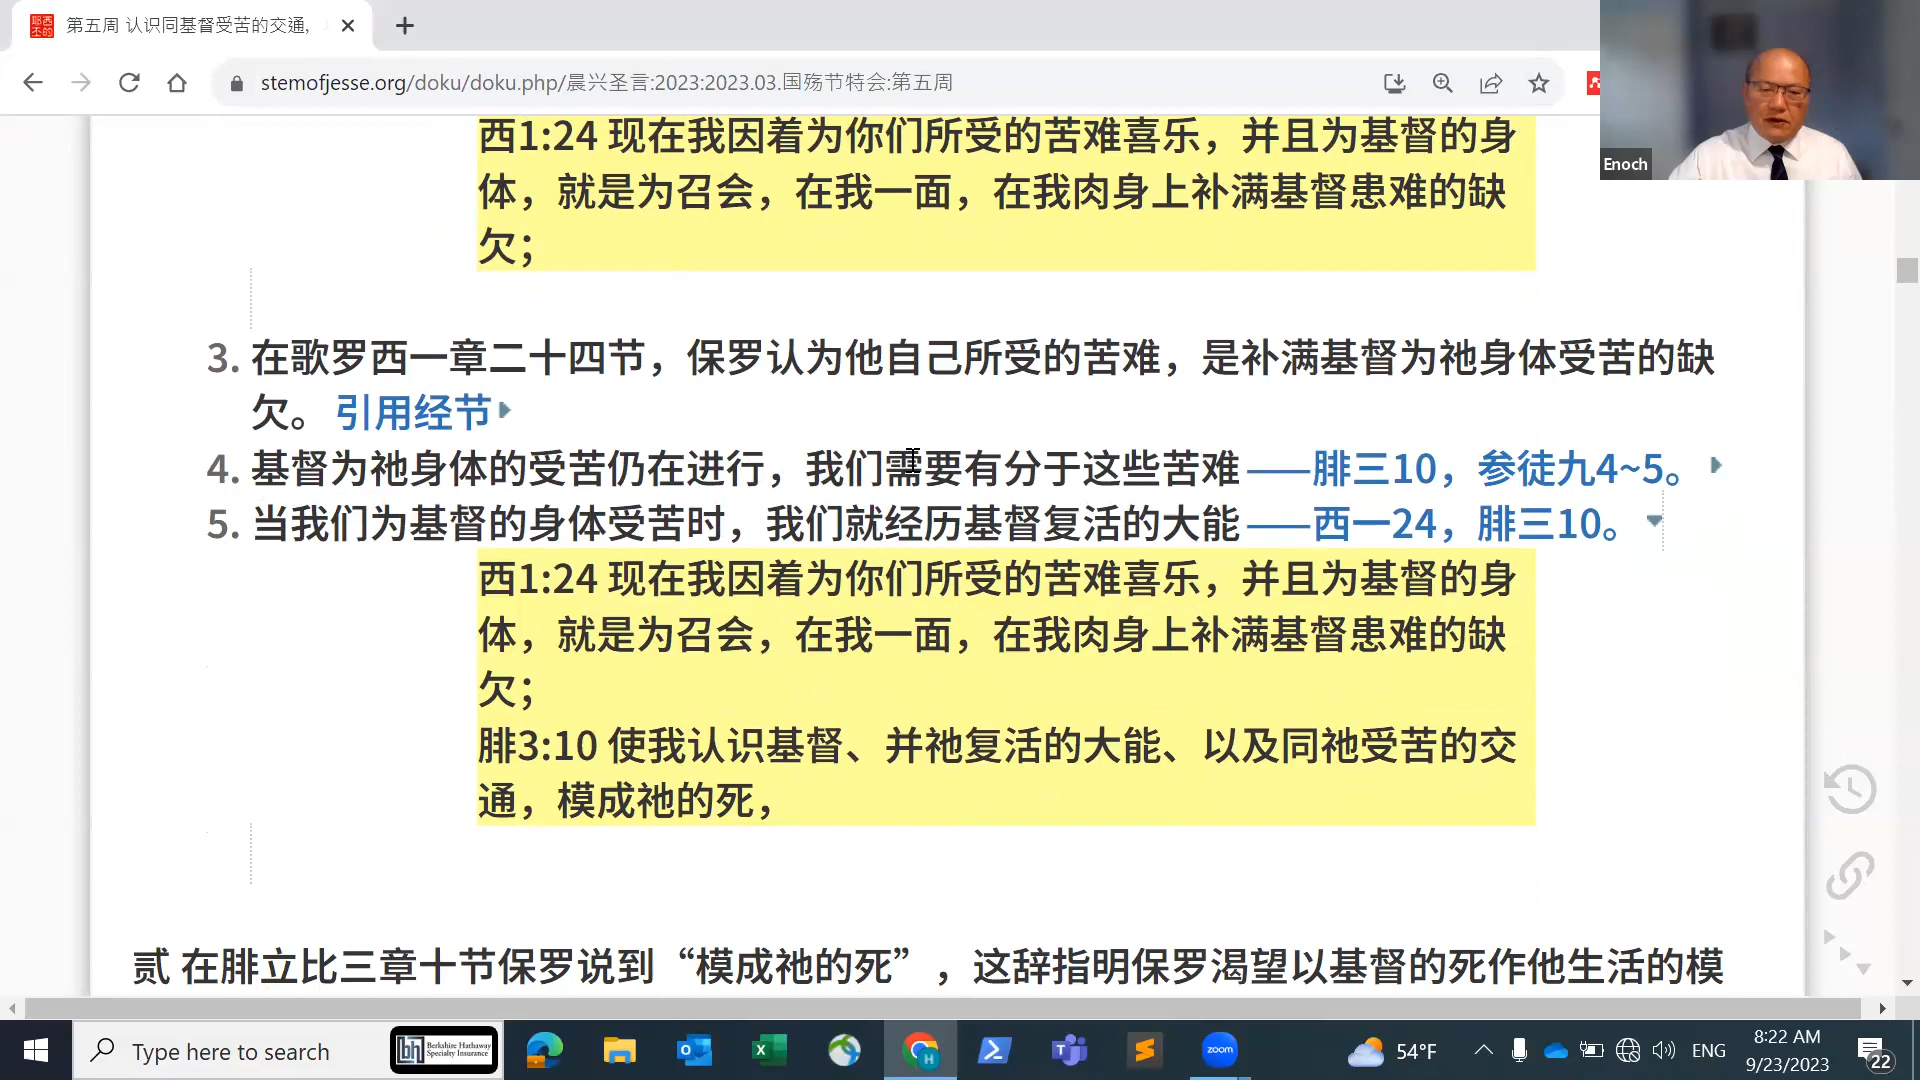 第五周 认识同基督受苦的交通,
stemofjesse.org/doku/doku.php/晨兴圣言:2023:2023.03.国殇节特会:第五周
Enoch
西1:24 现在我因着为你们所受的苦难喜乐，并且为基督的身
体，就是为召会，在我一面，在我肉身上补满基督患难的缺
欠；
3. 在歌罗西一章二十四节，保罗认为他自己所受的苦难，是补满基督为祂身体受苦的缺
欠。 引用经节
4. 基督为祂身体的受苦仍在进行，我们需要有分于这些苦难——腓三10，参徒九4~5。
5. 当我们为基督的身体受苦时，我们就经历基督复活的大能——西一24，腓三10。
西1:24 现在我因着为你们所受的苦难喜乐，并且为基督的身
体，就是为召会，在我一面，在我肉身上补满基督患难的缺
欠；
腓3:10 使我认识基督、并祂复活的大能、以及同祂受苦的交
通，模成祂的死，
贰 在腓立比三章十节保罗说到“模成祂的死”，这辞指明保罗渴望以基督的死作他生活的模
Type here to search
Berkshire Hathaway
Specialty Insurance
zoom
54°F
ENG
8:22 AM
9/23/2023
22